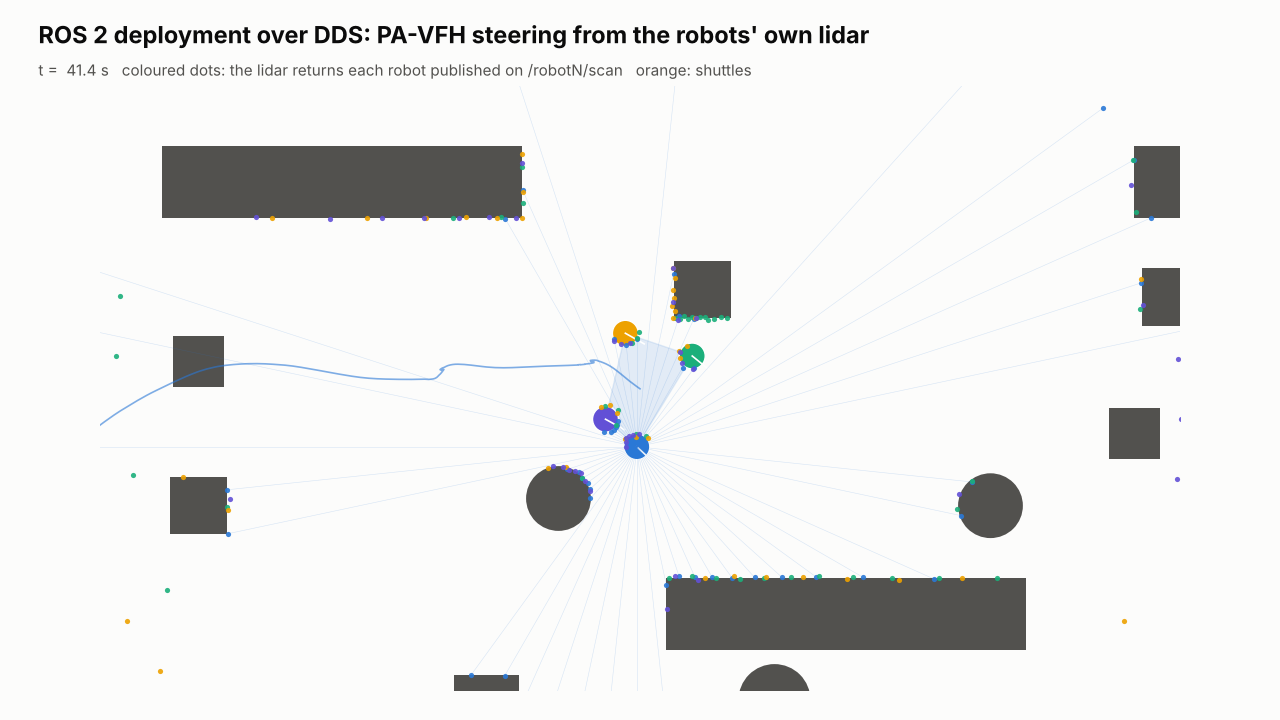 ROS 2 deployment over DDS: PA-VFH steering from the robots' own lidar
t =  41.4 s   coloured dots: the lidar returns each robot published on /robotN/scan   orange: shuttles